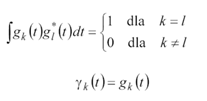 ∫g_k(t)g_l^*(t)dt = {1 dla k = l
{0 dla k ≠ l
γ_k(t) = g_k(t)